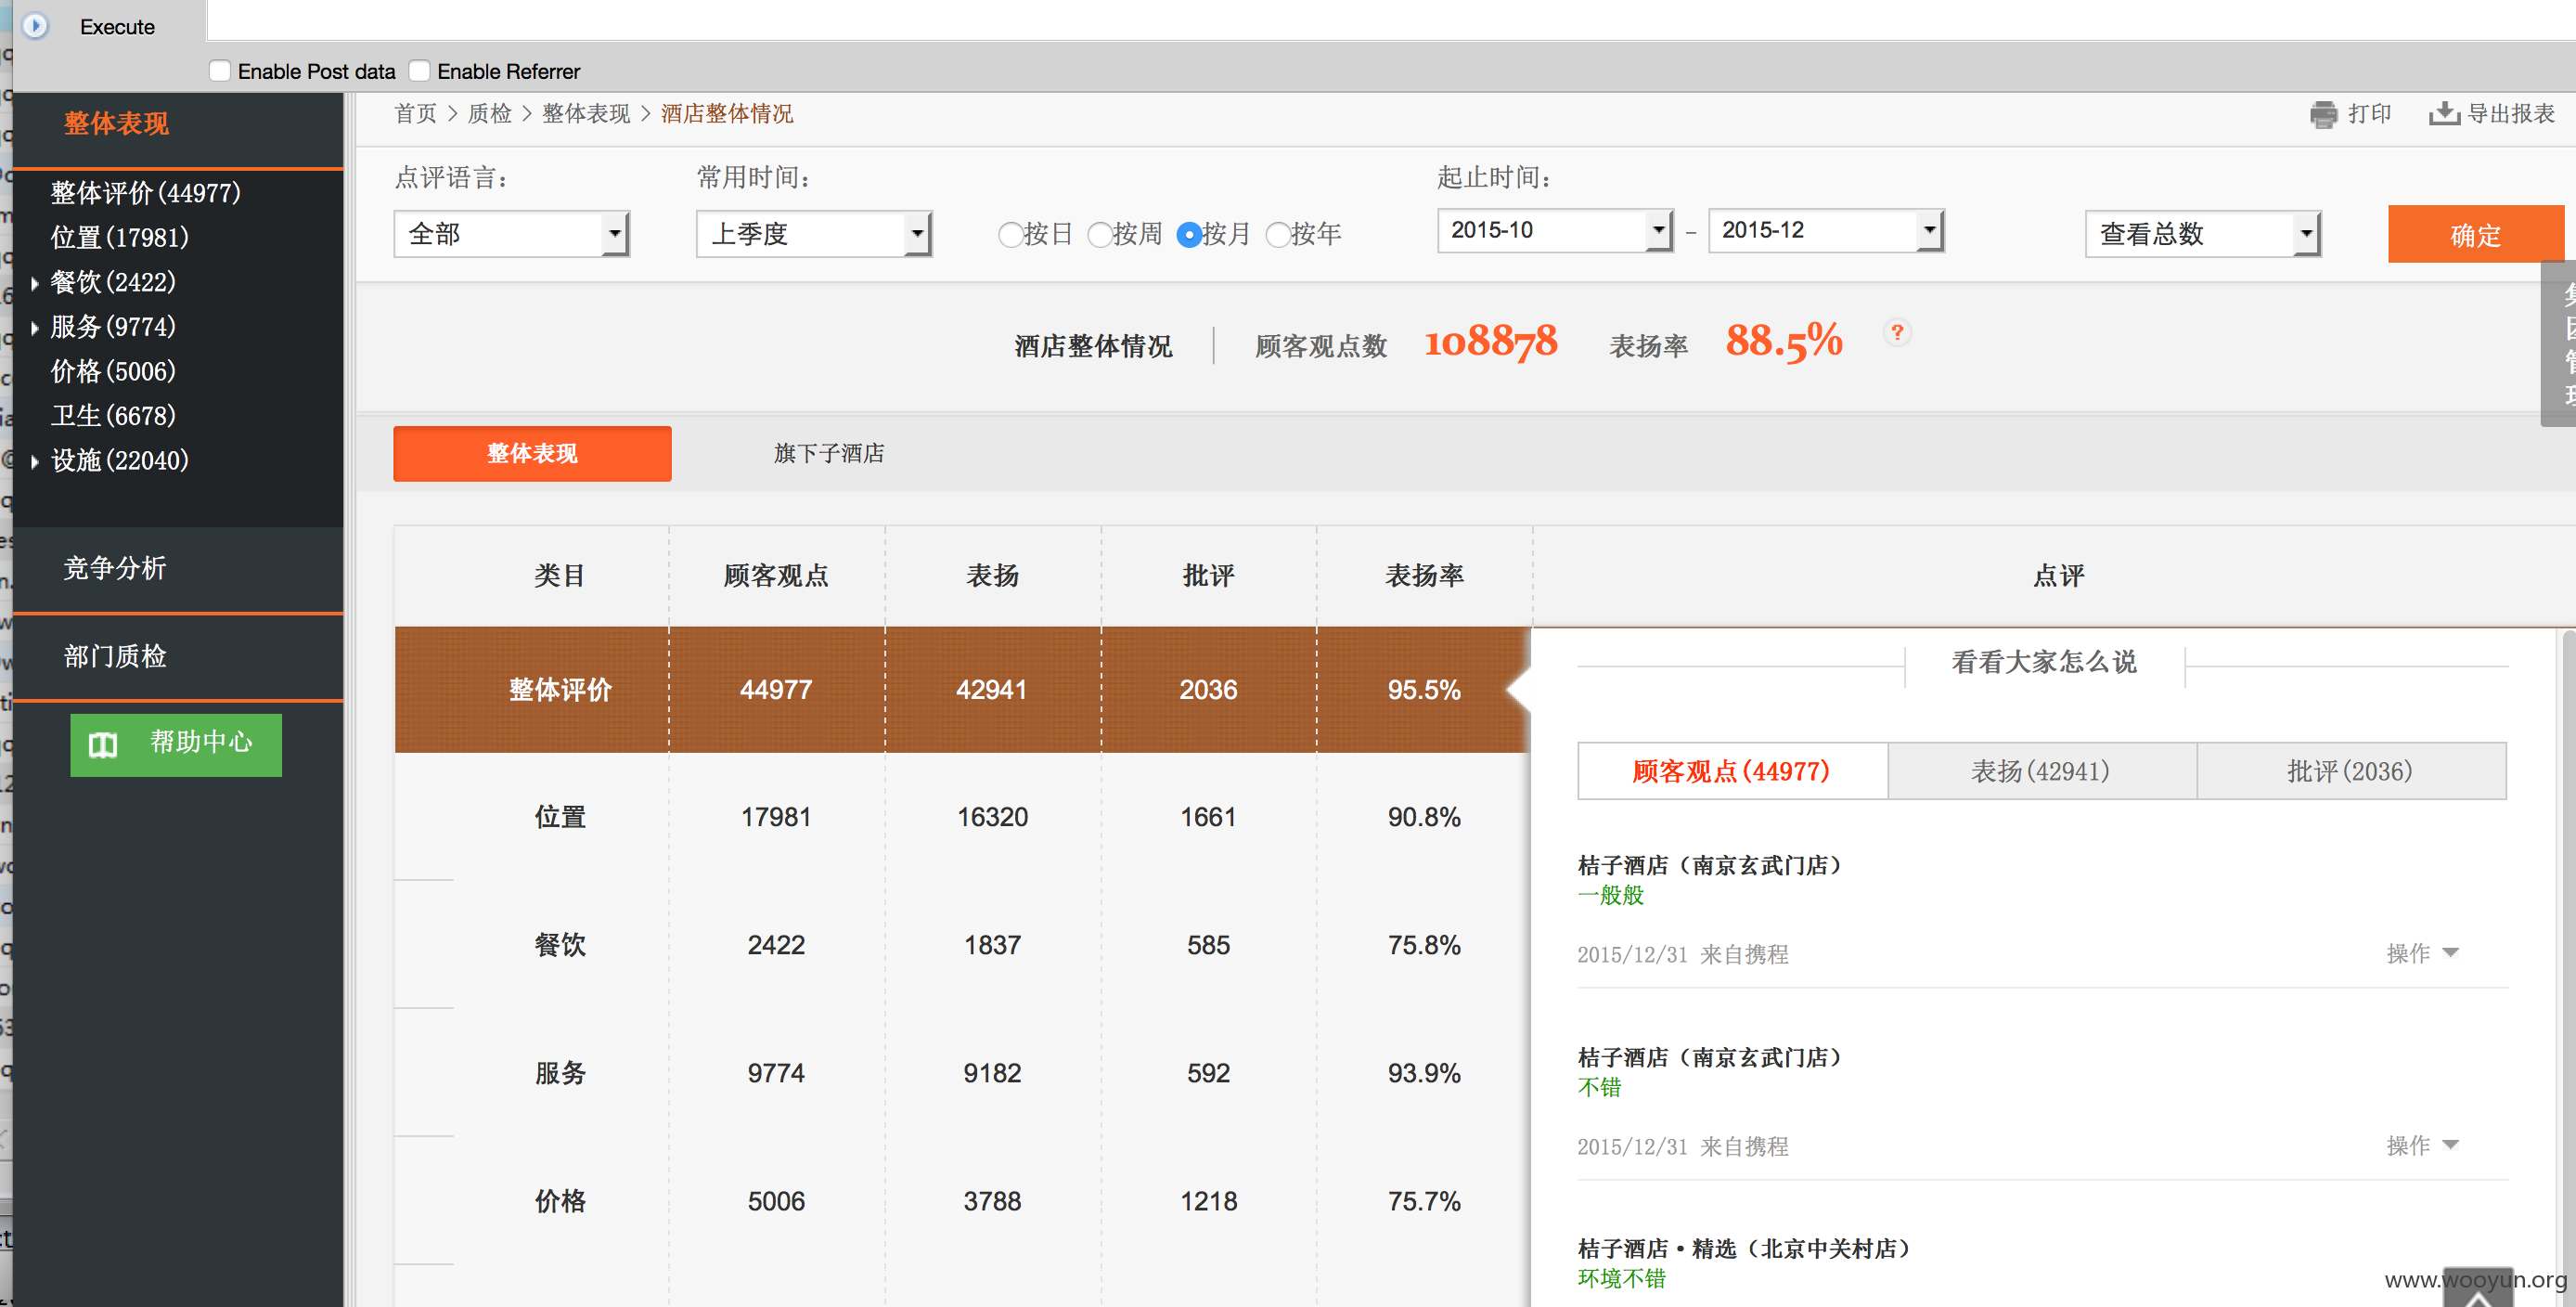 Execute
Enable Post data Enable Referrer
整体表现
整体评价(44977)
位置(17981)
餐饮(2422)
服务(9774)
价格(5006)
卫生(6678)
设施(22040)
竞争分析
部门质检
帮助中心
首页 > 质检 > 整体表现 > 酒店整体情况
打印 导出报表
点评语言: 常用时间: 起止时间:
全部 上季度 按日 按周 按月 按年 2015-10 – 2015-12 查看总数 确定
酒店整体情况 顾客观点数 108878 表扬率 88.5% ?
整体表现 旗下子酒店
类目 顾客观点 表扬 批评 表扬率 点评
整体评价 44977 42941 2036 95.5%
位置 17981 16320 1661 90.8%
餐饮 2422 1837 585 75.8%
服务 9774 9182 592 93.9%
价格 5006 3788 1218 75.7%
看看大家怎么说
顾客观点(44977) 表扬(42941) 批评(2036)
桔子酒店（南京玄武门店）
一般般
2015/12/31 来自携程 操作
桔子酒店（南京玄武门店）
不错
2015/12/31 来自携程 操作
桔子酒店·精选（北京中关村店）
环境不错
www.wooyun.org